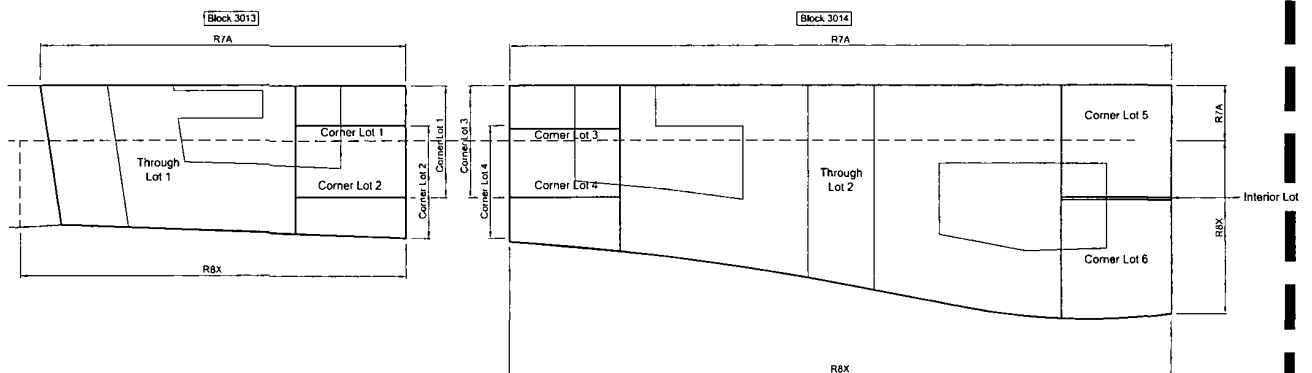 Block 3013
Block 3014
R7A
R7A
Corner Lot 1
Corner Lot 2
Through
Lot 1
Corner Lot 1
Corner Lot 2
Corner Lot 3
Corner Lot 4
Corner Lot 3
Corner Lot 4
Through
Lot 2
Corner Lot 5
Corner Lot 6
R7A
R8X
Interior Lot
R8X
R8X